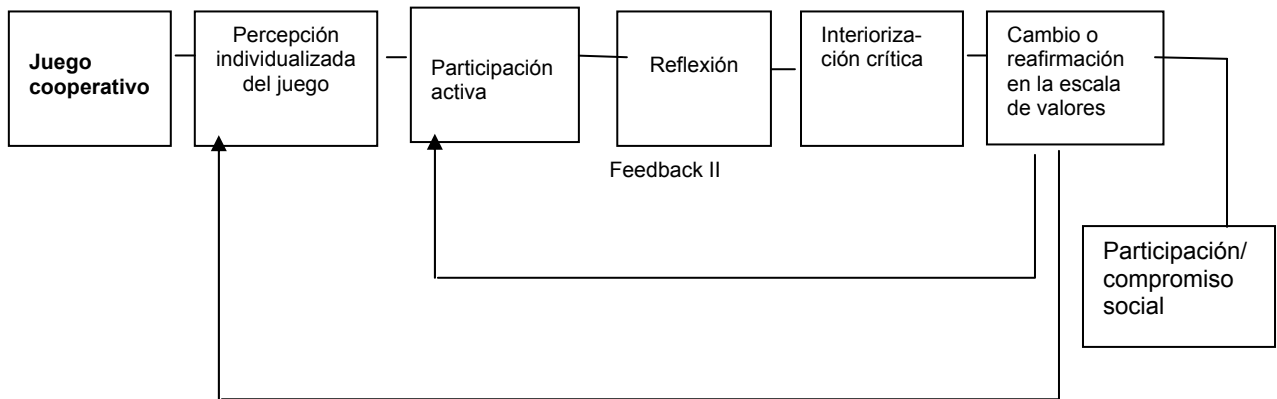 Juego
cooperativo
Percepción
individualizada
del juego
Participación
activa
Reflexión
Interioriza-
ción crítica
Cambio o
reafirmación
en la escala
de valores
Feedback II
Participación/
compromiso
social